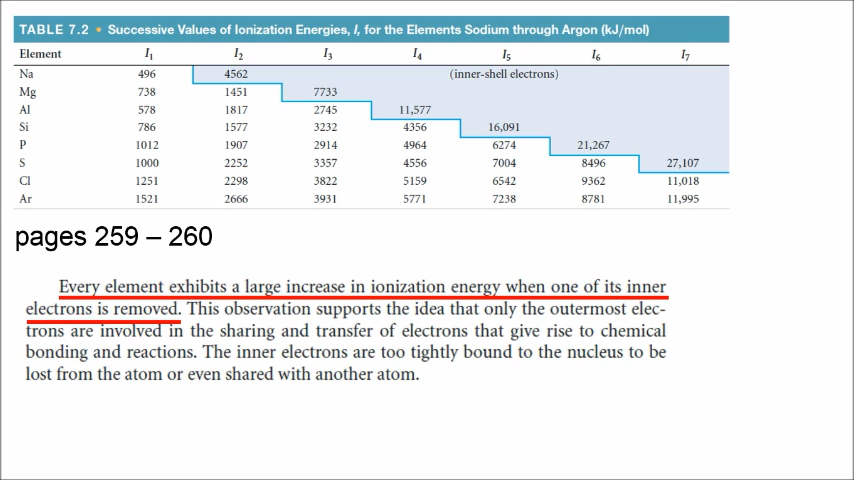 TABLE 7.2 • Successive Values of Ionization Energies, I, for the Elements Sodium through Argon (kJ/mol)
Element I1 I2 I3 I4 I5 I6 I7
Na 496 4562 (inner-shell electrons)
Mg 738 1451 7733
Al 578 1817 2745 11,577
Si 786 1577 3232 4356 16,091
P 1012 1907 2914 4964 6274 21,267
S 1000 2252 3357 4556 7004 8496 27,107
Cl 1251 2298 3822 5159 6542 9362 11,018
Ar 1521 2666 3931 5771 7238 8781 11,995
pages 259 – 260
Every element exhibits a large increase in ionization energy when one of its inner
electrons is removed. This observation supports the idea that only the outermost elec-
trons are involved in the sharing and transfer of electrons that give rise to chemical
bonding and reactions. The inner electrons are too tightly bound to the nucleus to be
lost from the atom or even shared with another atom.